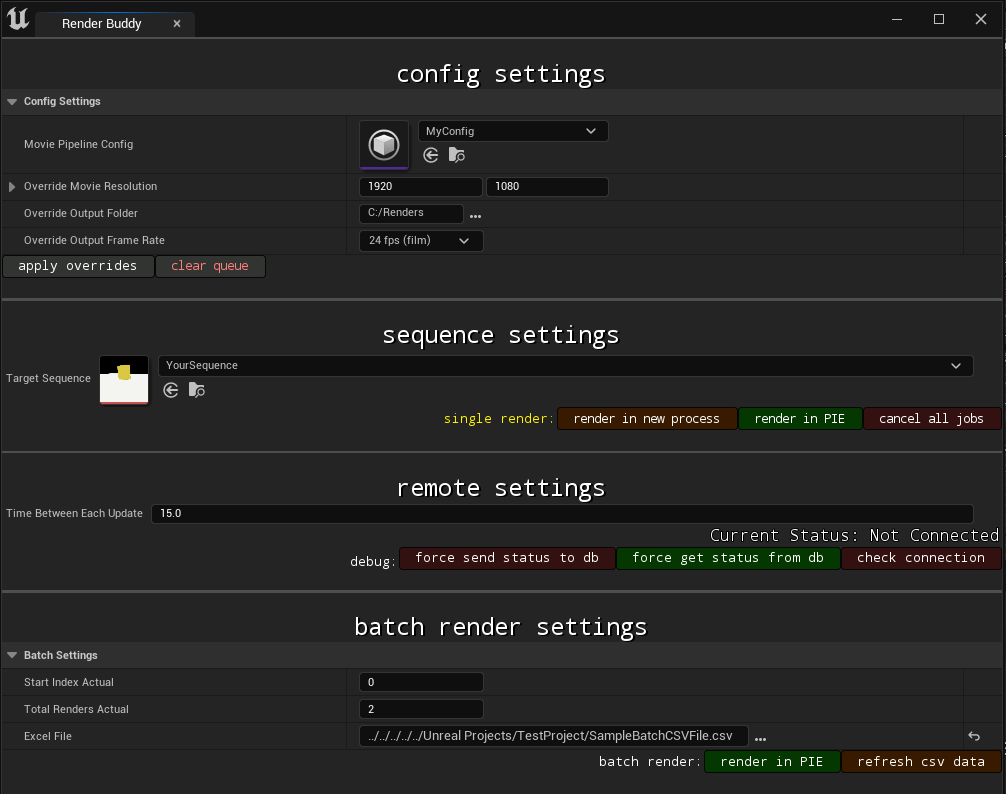 Render Buddy
config settings
Config Settings
Movie Pipeline Config
MyConfig
Override Movie Resolution 1920 1080
Override Output Folder C:/Renders ...
Override Output Frame Rate 24 fps (film)
apply overrides clear queue
sequence settings
Target Sequence YourSequence
single render: render in new process render in PIE cancel all jobs
remote settings
Time Between Each Update 15.0
Current Status: Not Connected
debug: force send status to db force get status from db check connection
batch render settings
Batch Settings
Start Index Actual 0
Total Renders Actual 2
Excel File ../../../../../Unreal Projects/TestProject/SampleBatchCSVFile.csv ...
batch render: render in PIE refresh csv data